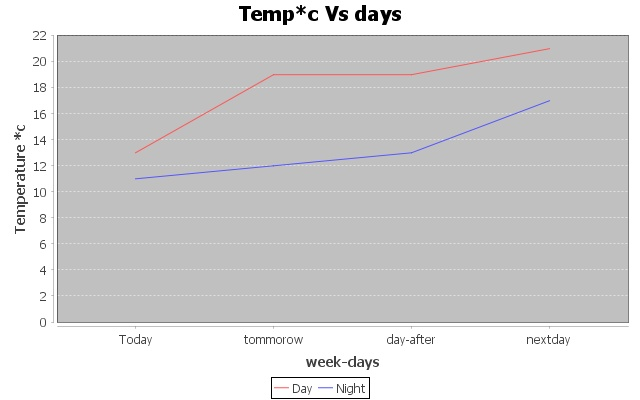 Temp*c Vs days
22
20
18
16
14
12
10
8
6
4
2
0
Temperature *c
Today tommorow day-after nextday
week-days
Day Night